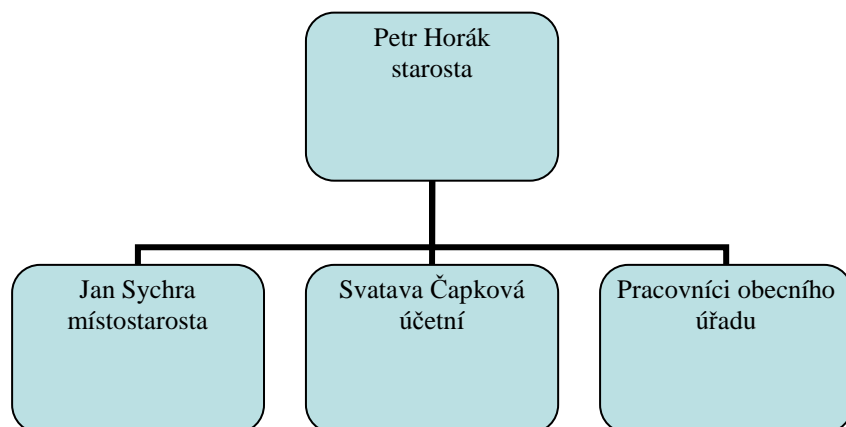 Petr Horák
starosta
Jan Sychra
místostarosta
Svatava Čapková
účetní
Pracovníci obecního
úřadu